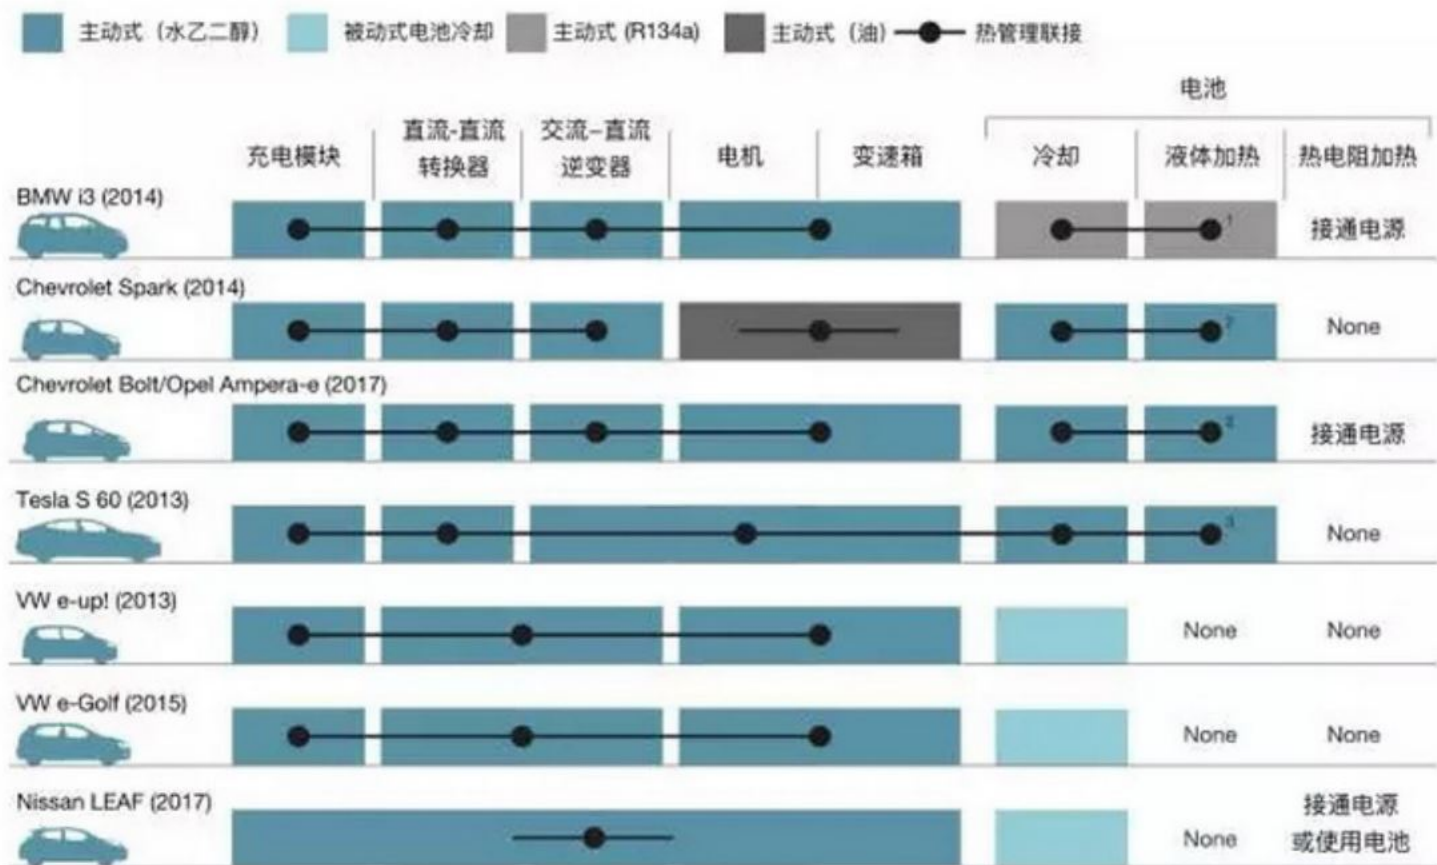 主动式（水乙二醇） 被动式电池冷却 主动式 (R134a) 主动式（油） 热管理联接
电池
充电模块 直流-直流 交流–直流 电机 变速箱 冷却 液体加热 热电阻加热
转换器 逆变器
BMW i3 (2014)
1 接通电源
Chevrolet Spark (2014)
2 None
Chevrolet Bolt/Opel Ampera-e (2017)
2 接通电源
Tesla S 60 (2013)
3 None
VW e-up! (2013)
None None
VW e-Golf (2015)
None None
Nissan LEAF (2017)
接通电源
None 或使用电池